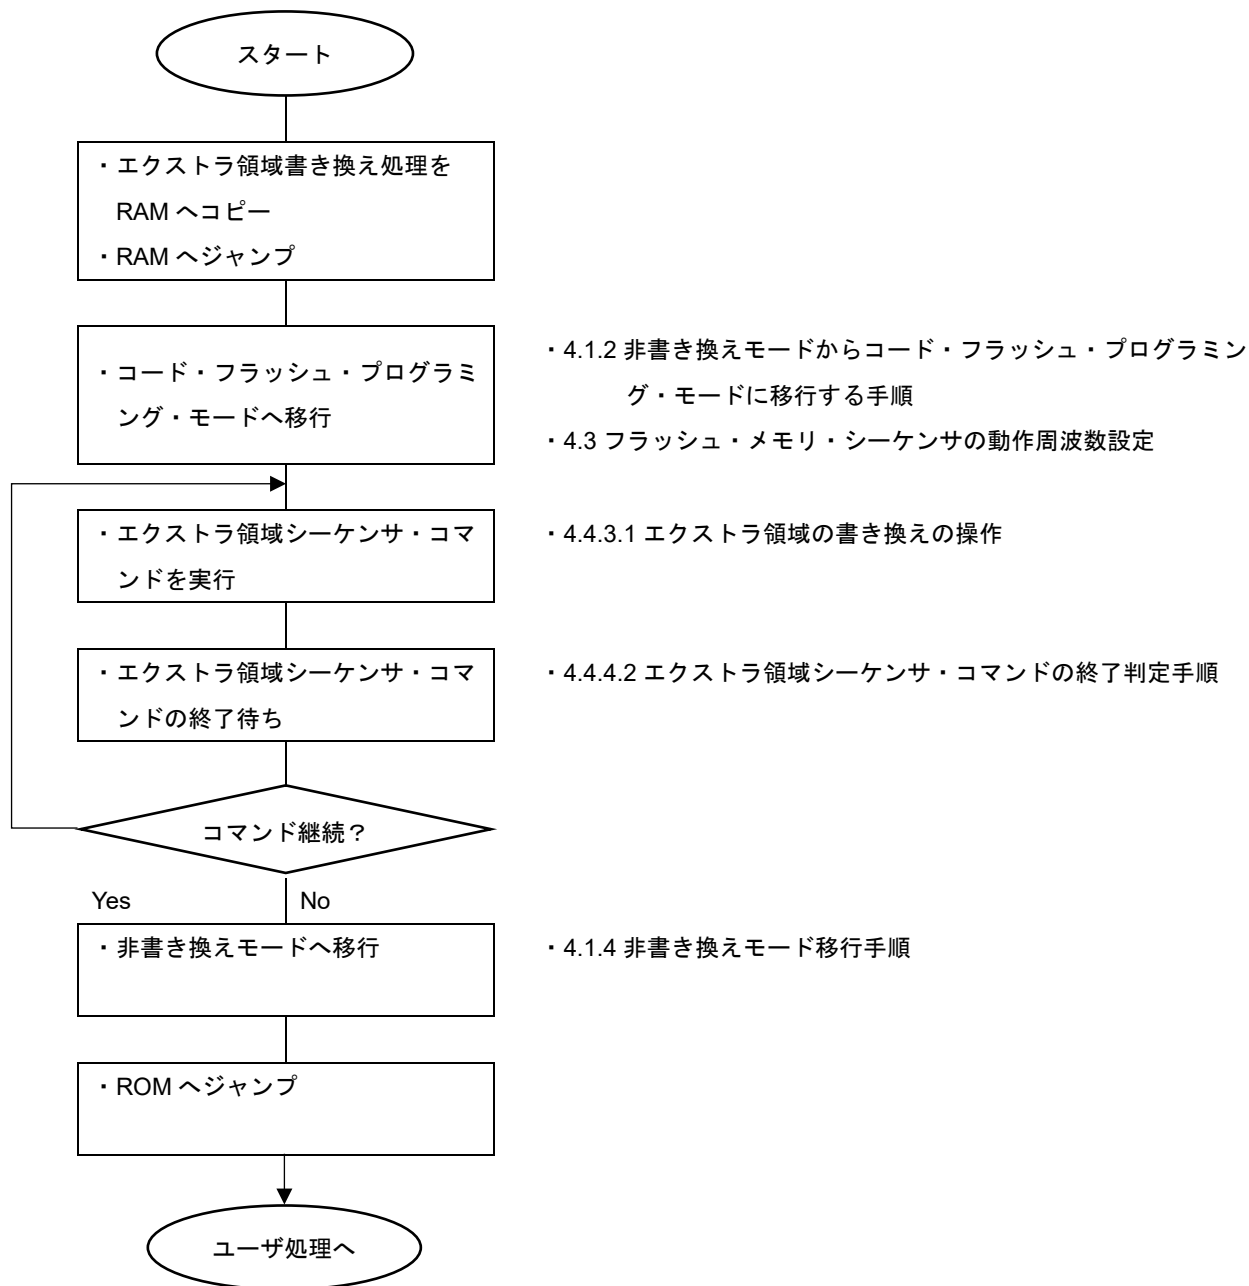 スタート
・エクストラ領域書き換え処理を
RAM へコピー
・RAM へジャンプ
・コード・フラッシュ・プログラミ
ング・モードへ移行
・4.1.2 非書き換えモードからコード・フラッシュ・プログラミン
グ・モードに移行する手順
・4.3 フラッシュ・メモリ・シーケンサの動作周波数設定
・エクストラ領域シーケンサ・コマ
ンドを実行
・4.4.3.1 エクストラ領域の書き換えの操作
・エクストラ領域シーケンサ・コマ
ンドの終了待ち
・4.4.4.2 エクストラ領域シーケンサ・コマンドの終了判定手順
コマンド継続？
Yes
No
・非書き換えモードへ移行
・4.1.4 非書き換えモード移行手順
・ROM へジャンプ
ユーザ処理へ